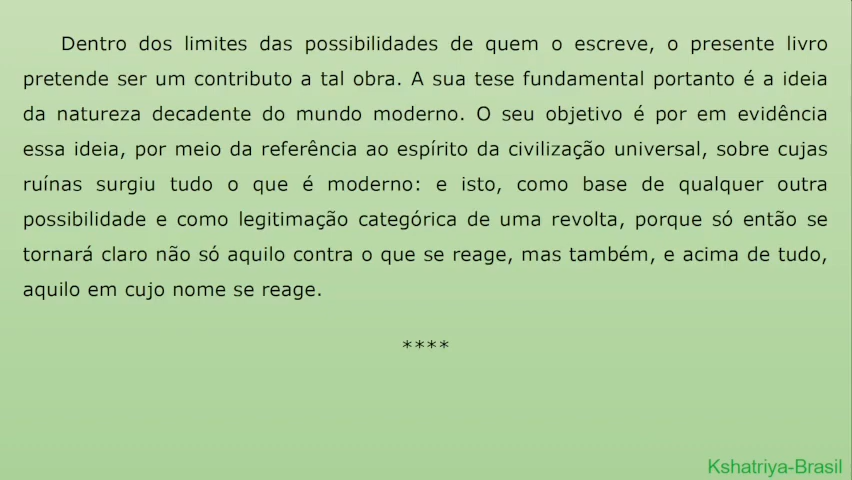 Dentro dos limites das possibilidades de quem o escreve, o presente livro
pretende ser um contributo a tal obra. A sua tese fundamental portanto é a ideia
da natureza decadente do mundo moderno. O seu objetivo é por em evidência
essa ideia, por meio da referência ao espírito da civilização universal, sobre cujas
ruínas surgiu tudo o que é moderno: e isto, como base de qualquer outra
possibilidade e como legitimação categórica de uma revolta, porque só então se
tornará claro não só aquilo contra o que se reage, mas também, e acima de tudo,
aquilo em cujo nome se reage.
****
Kshatriya-Brasil